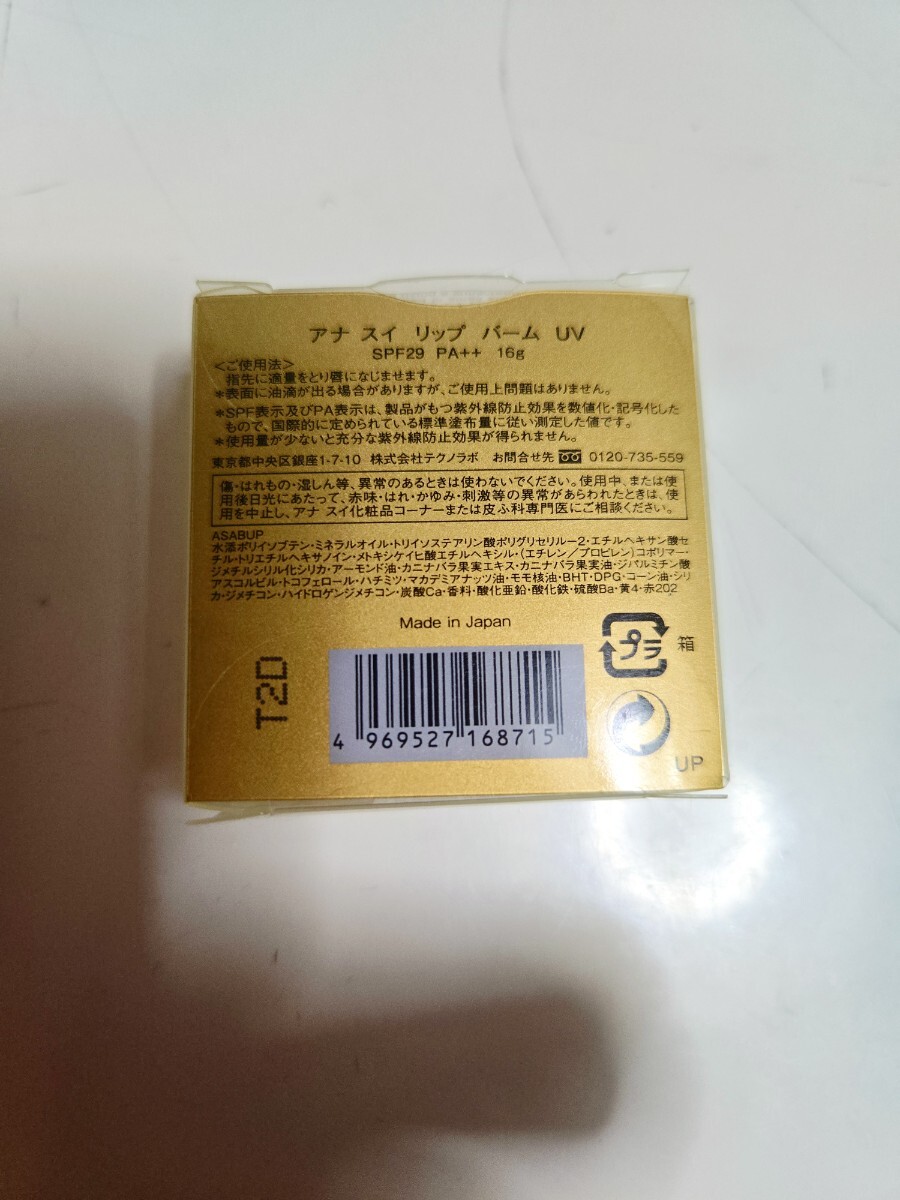 アナ スイ リップ バーム UV
SPF29 PA++ 16g
<ご使用法>
指先に適量をとり唇になじませます。
*表面に油滴が出る場合がありますが、ご使用上問題はありません。
*SPF表示及びPA表示は、製品がもつ紫外線防止効果を数値化・記号化した
もので、国際的に定められている標準塗布量に従い測定した値です。
*使用量が少ないと充分な紫外線防止効果が得られません。
東京都中央区銀座1-7-10 株式会社テクノラボ お問合せ先 0120-735-559
傷・はれもの・湿しん等、異常のあるときは使わないでください。使用中、または使
用後日光にあたって、赤味・はれ・かゆみ・刺激等の異常があらわれたときは、使
用を中止し、アナ スイ化粧品コーナーまたは皮ふ科専門医にご相談ください。
ASABUP
水添ポリイソブテン・ミネラルオイル・トリイソステアリン酸ポリグリセリル-2・エチルヘキサン酸セ
チル・トリエチルヘキサノイン・メトキシケイヒ酸エチルヘキシル・(エチレン/プロピレン)コポリマー・
ジメチルシリル化シリカ・アーモンド油・カニナバラ果実エキス・カニナバラ果実油・ジパルミチン酸
アスコルビル・トコフェロール・ハチミツ・マカデミアナッツ油・モモ核油・BHT・DPG・コーン油・シリ
カ・ジメチコン・ハイドロゲンジメチコン・炭酸Ca・香料・酸化亜鉛・酸化鉄・硫酸Ba・黄4・赤202
Made in Japan
プラ 箱
T2D
4 969527 168715
UP